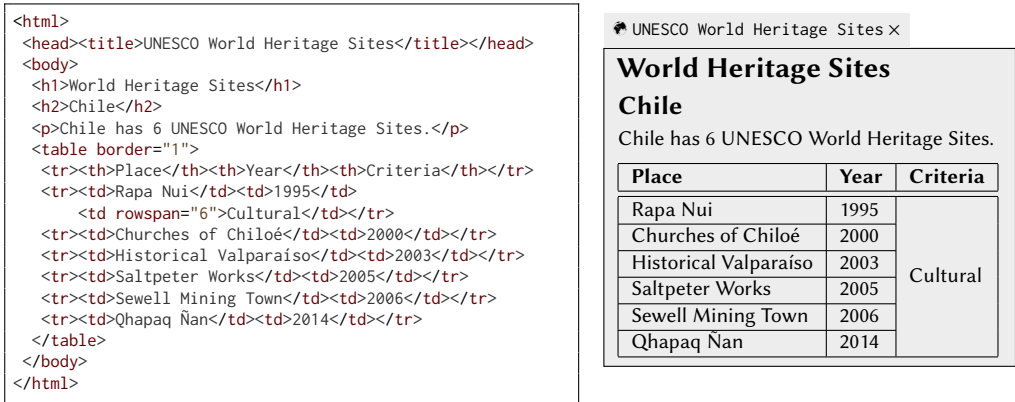 <html>
<head><title>UNESCO World Heritage Sites</title></head>
<body>
<h1>World Heritage Sites</h1>
<h2>Chile</h2>
<p>Chile has 6 UNESCO World Heritage Sites.</p>
<table border="1">
<tr><th>Place</th><th>Year</th><th>Criteria</th></tr>
<tr><td>Rapa Nui</td><td>1995</td>
<td rowspan="6">Cultural</td></tr>
<tr><td>Churches of Chiloé</td><td>2000</td></tr>
<tr><td>Historical Valparaíso</td><td>2003</td></tr>
<tr><td>Saltpeter Works</td><td>2005</td></tr>
<tr><td>Sewell Mining Town</td><td>2006</td></tr>
<tr><td>Qhapaq Ñan</td><td>2014</td></tr>
</table>
</body>
</html>
UNESCO World Heritage Sites ×
World Heritage Sites
Chile
Chile has 6 UNESCO World Heritage Sites.
Place Year Criteria
Rapa Nui 1995
Churches of Chiloé 2000
Historical Valparaíso 2003
Cultural
Saltpeter Works 2005
Sewell Mining Town 2006
Qhapaq Ñan 2014